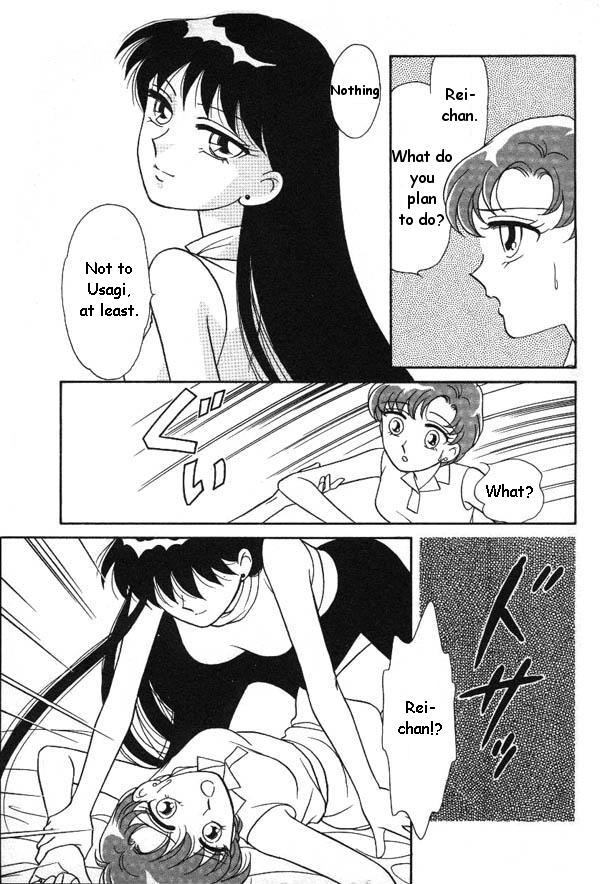 Rei-
chan.
What do
you
plan
to do?
Nothing
Not to
Usagi,
at least.
ぐい
What?
ドサッ
Rei-
chan!?